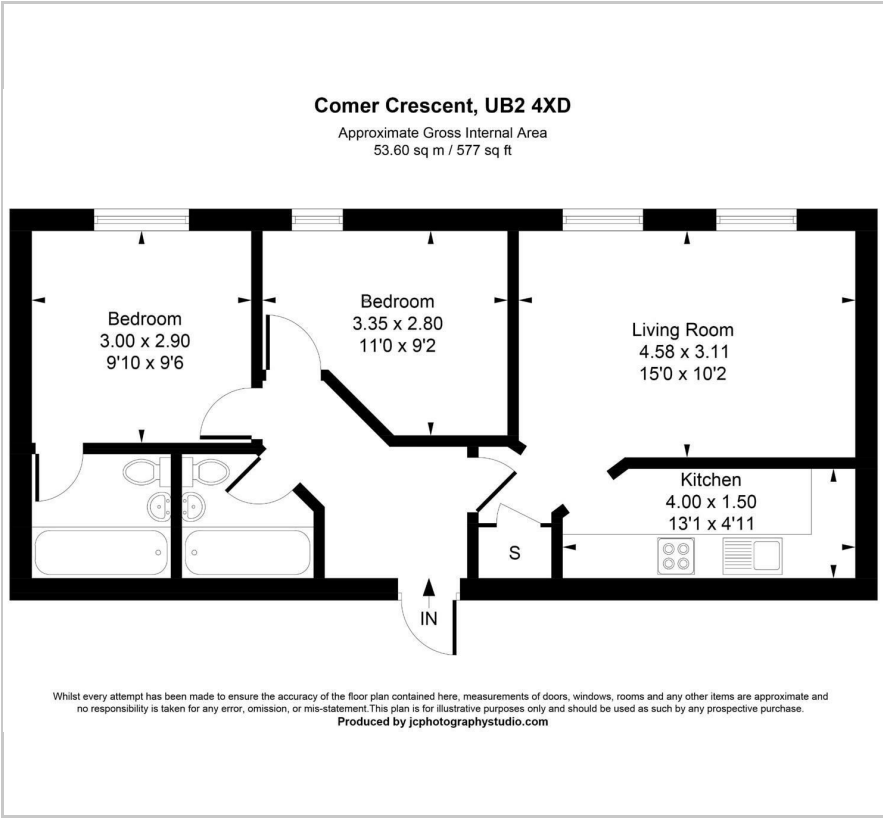 Comer Crescent, UB2 4XD
Approximate Gross Internal Area
53.60 sq m / 577 sq ft
Bedroom
3.00 x 2.90
9'10 x 9'6
Bedroom
3.35 x 2.80
11'0 x 9'2
Living Room
4.58 x 3.11
15'0 x 10'2
Kitchen
4.00 x 1.50
13'1 x 4'11
S
IN
Whilst every attempt has been made to ensure the accuracy of the floor plan contained here, measurements of doors, windows, rooms and any other items are approximate and
no responsibility is taken for any error, omission, or mis-statement.This plan is for illustrative purposes only and should be used as such by any prospective purchase.
Produced by jcphotographystudio.com